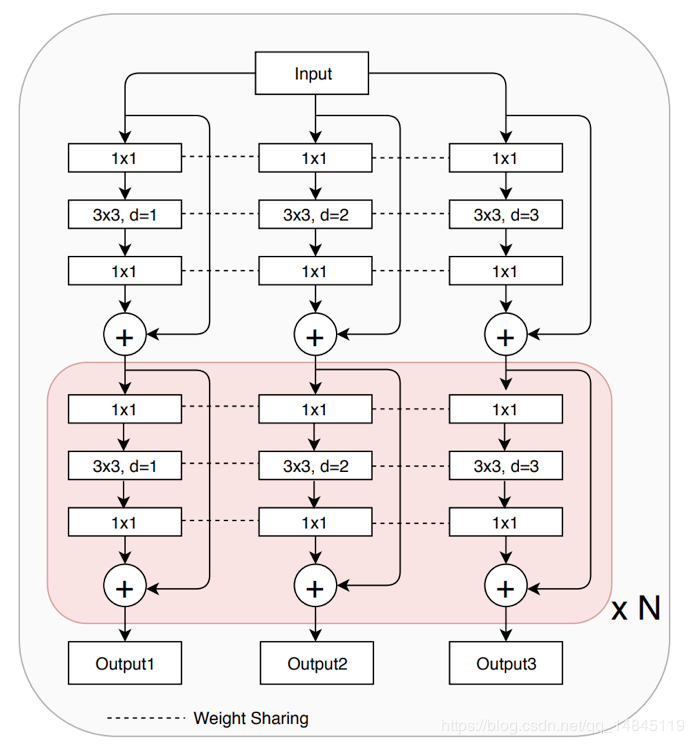 Input
1x1 1x1 1x1
3x3, d=1 3x3, d=2 3x3, d=3
1x1 1x1 1x1
+ + +
1x1 1x1 1x1
3x3, d=1 3x3, d=2 3x3, d=3
1x1 1x1 1x1
+ + +
x N
Output1 Output2 Output3
Weight Sharing
https://blog.csdn.net/qq_14845119